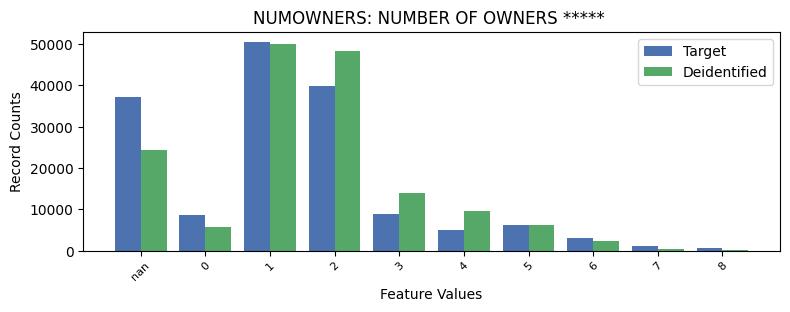 NUMOWNERS: NUMBER OF OWNERS *****
Record Counts
50000
40000
30000
20000
10000
0
Target
Deidentified
nan 0 1 2 3 4 5 6 7 8
Feature Values